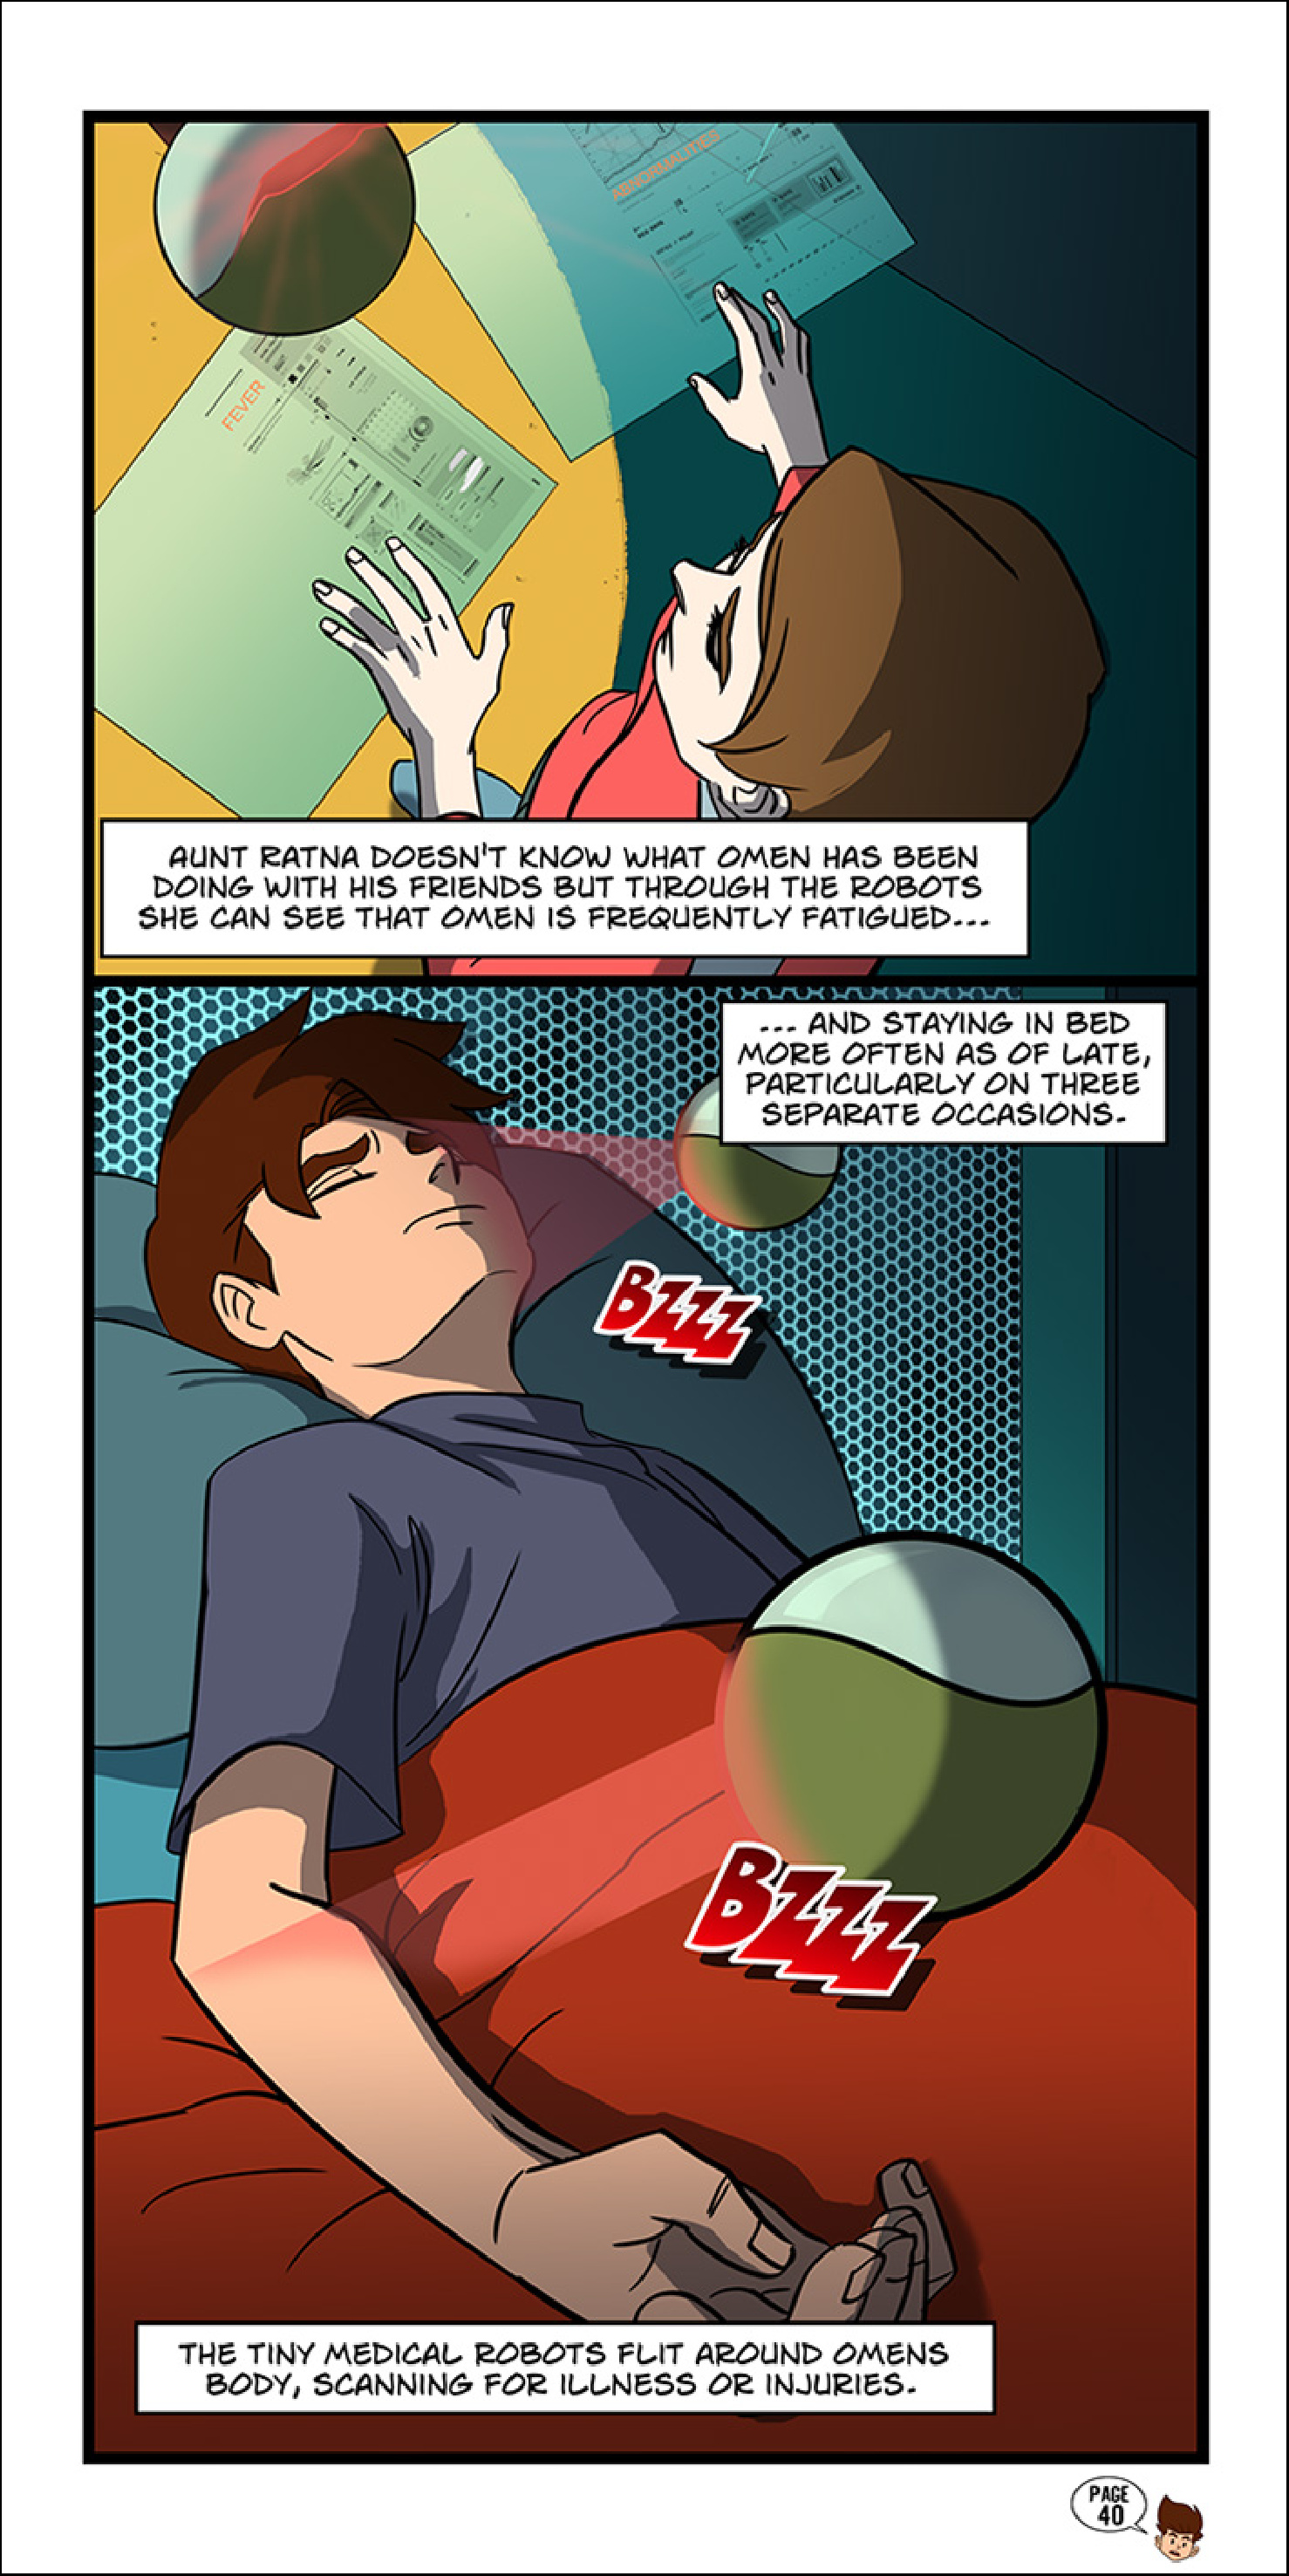 ABNORMALITIES
FEVER
AUNT RATNA DOESN'T KNOW WHAT OMEN HAS BEEN
DOING WITH HIS FRIENDS BUT THROUGH THE ROBOTS
SHE CAN SEE THAT OMEN IS FREQUENTLY FATIGUED...
... AND STAYING IN BED
MORE OFTEN AS OF LATE,
PARTICULARLY ON THREE
SEPARATE OCCASIONS.
BZZZ
BZZZ
THE TINY MEDICAL ROBOTS FLIT AROUND OMENS
BODY, SCANNING FOR ILLNESS OR INJURIES.
PAGE
40